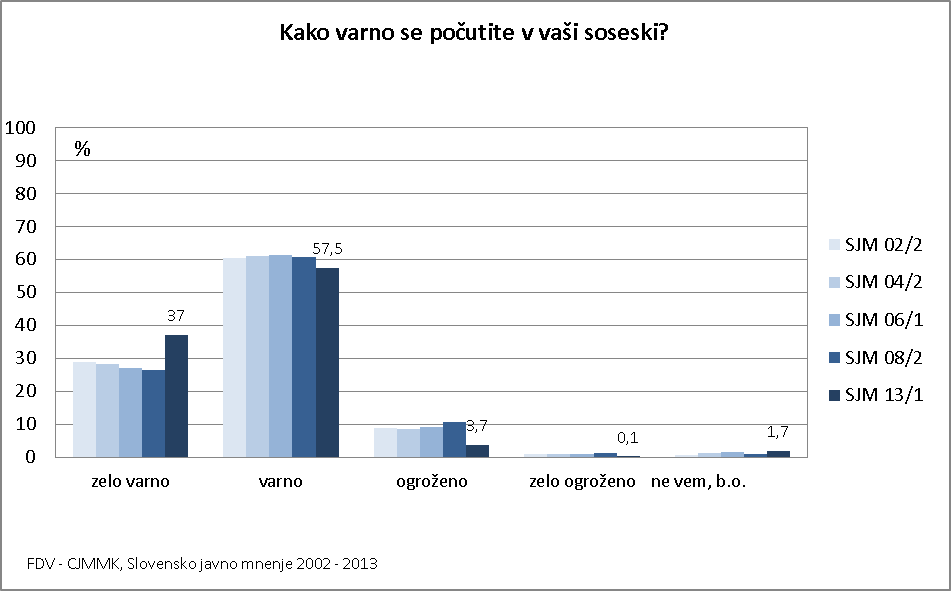 Kako varno se počutite v vaši soseski?
100
90
80
70
60
50
40
30
20
10
0
%
37
57,5
3,7
0,1
1,7
zelo varno
varno
ogroženo
zelo ogroženo
ne vem, b.o.
SJM 02/2
SJM 04/2
SJM 06/1
SJM 08/2
SJM 13/1
FDV - CJMMK, Slovensko javno mnenje 2002 - 2013